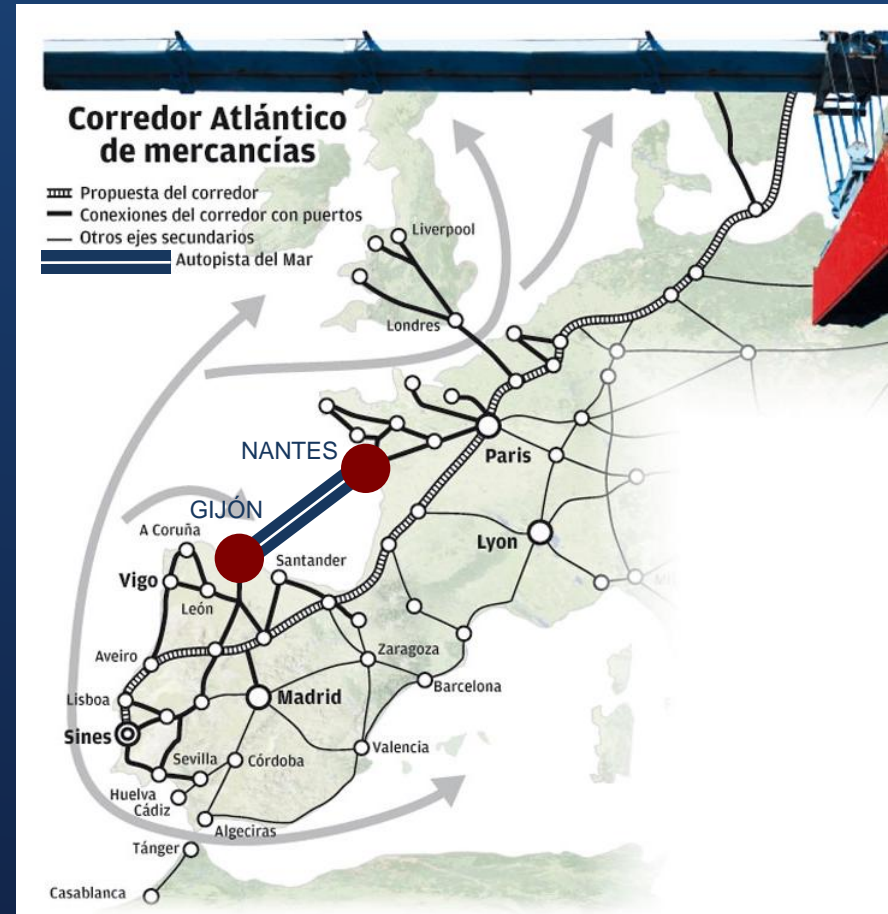 Corredor Atlántico
de mercancías
Propuesta del corredor
Conexiones del corredor con puertos
Otros ejes secundarios
Autopista del Mar
Liverpool
Londres
NANTES
Paris
GIJÓN
A Coruña
Lyon
Santander
Vigo
León
Zaragoza
Aveiro
Barcelona
Lisboa
Madrid
Sines
Valencia
Sevilla
Córdoba
Huelva
Cádiz
Algeciras
Tánger
Casablanca